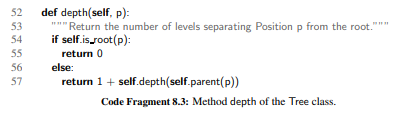 52 def depth(self, p):
53 """Return the number of levels separating Position p from the root."""
54 if self.is_root(p):
55 return 0
56 else:
57 return 1 + self.depth(self.parent(p))
Code Fragment 8.3: Method depth of the Tree class.